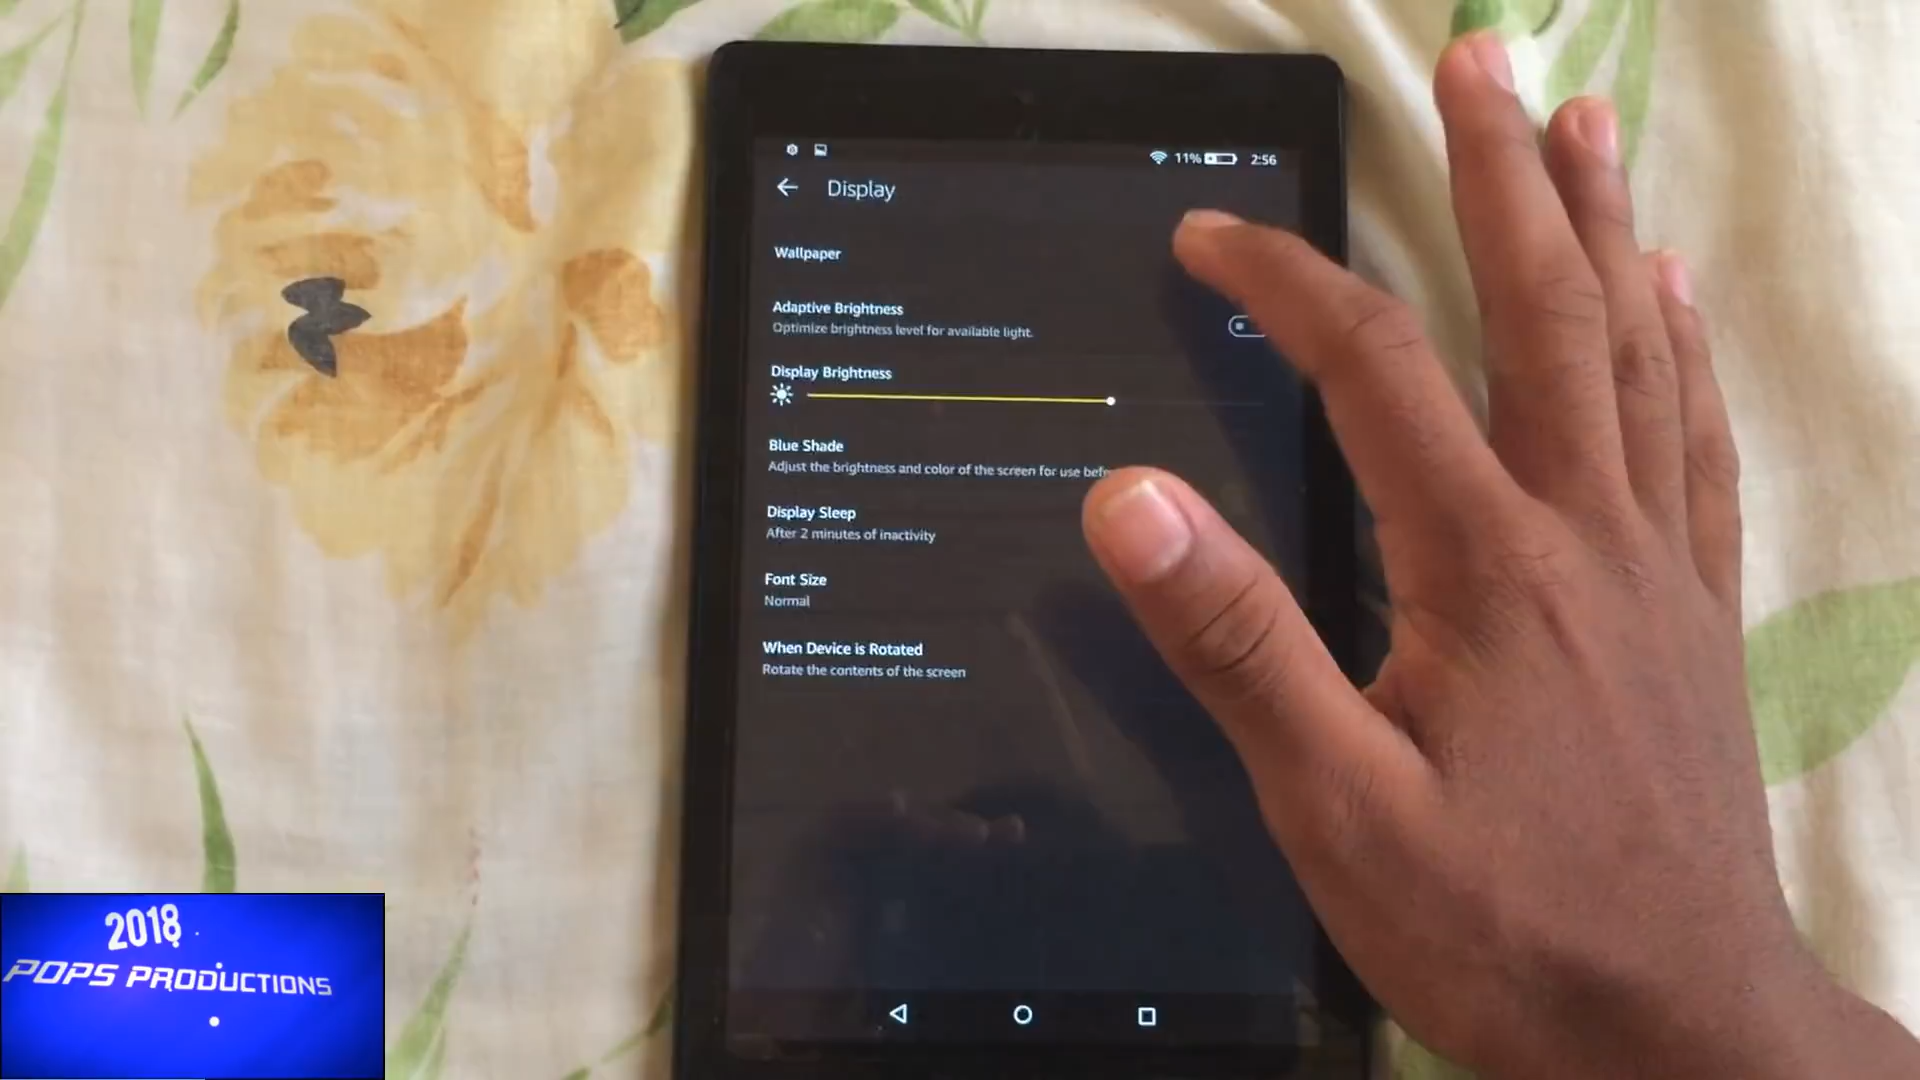 11% 2:56
Display
Wallpaper
Adaptive Brightness
Optimize brightness level for available light.
Display Brightness
Blue Shade
Adjust the brightness and color of the screen for use
Display Sleep
After 2 minutes of inactivity
Font Size
Normal
When Device is Rotated
Rotate the contents of the screen
2018
POPS PRODUCTIONS